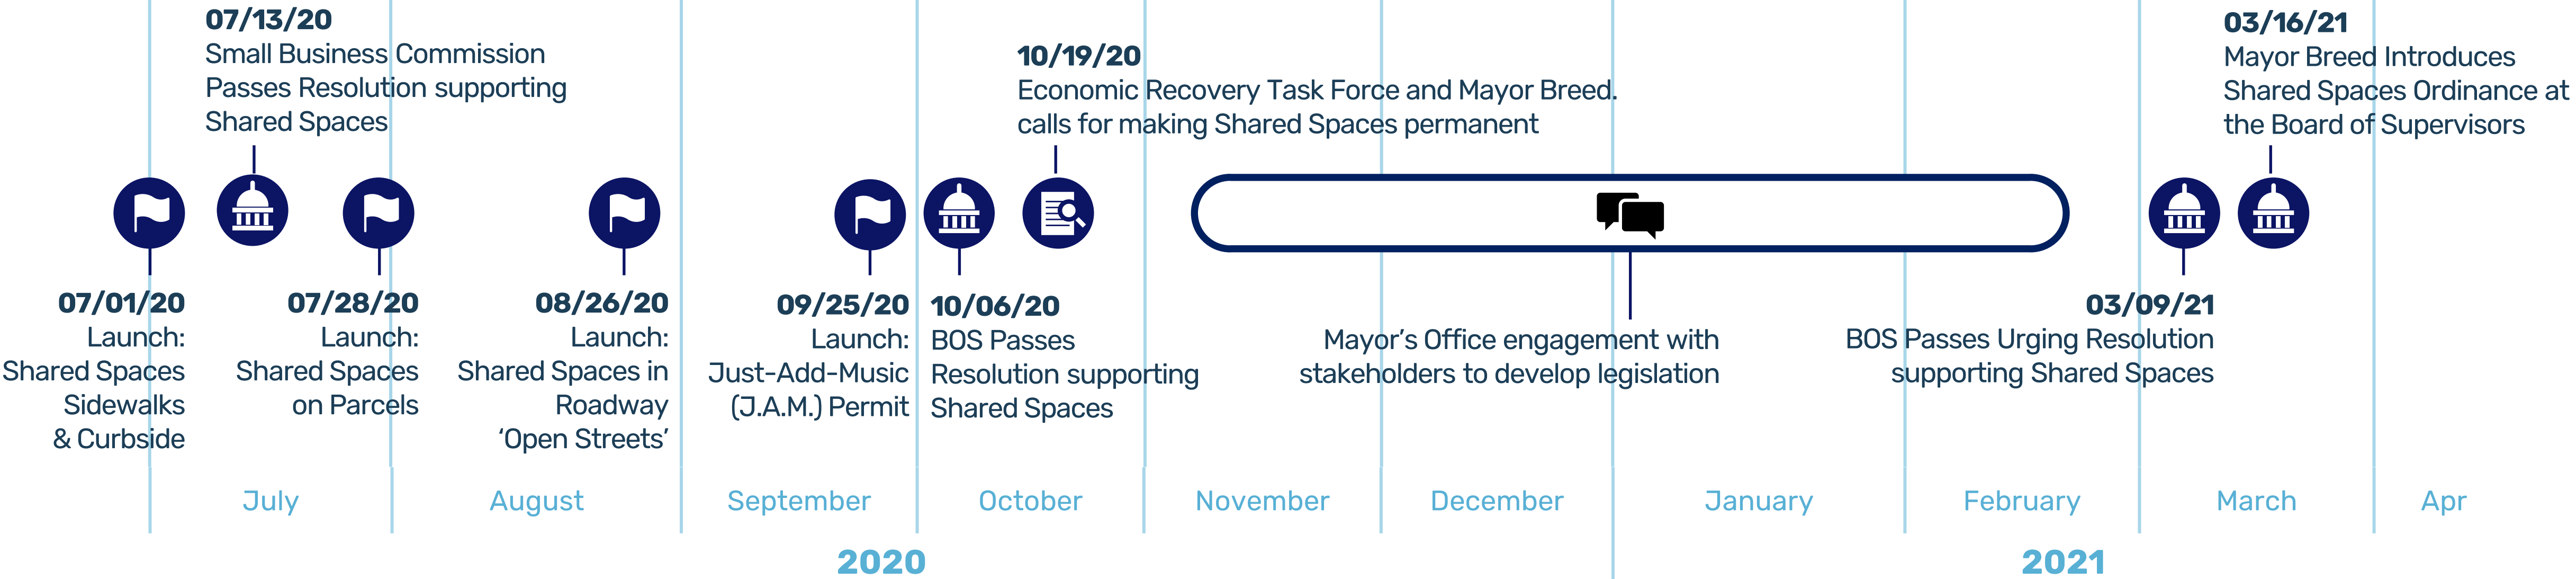 07/13/20
Small Business Commission
Passes Resolution supporting
Shared Spaces
10/19/20
Economic Recovery Task Force and Mayor Breed.
calls for making Shared Spaces permanent
03/16/21
Mayor Breed Introduces
Shared Spaces Ordinance at
the Board of Supervisors
07/01/20
Launch:
Shared Spaces
Sidewalks
& Curbside
07/28/20
Launch:
Shared Spaces
on Parcels
08/26/20
Launch:
Shared Spaces in
Roadway
‘Open Streets’
09/25/20
Launch:
Just-Add-Music
(J.A.M.) Permit
10/06/20
BOS Passes
Resolution supporting
Shared Spaces
Mayor’s Office engagement with
stakeholders to develop legislation
03/09/21
BOS Passes Urging Resolution
supporting Shared Spaces
July
August
September
October
November
December
January
February
March
Apr
2020
2021